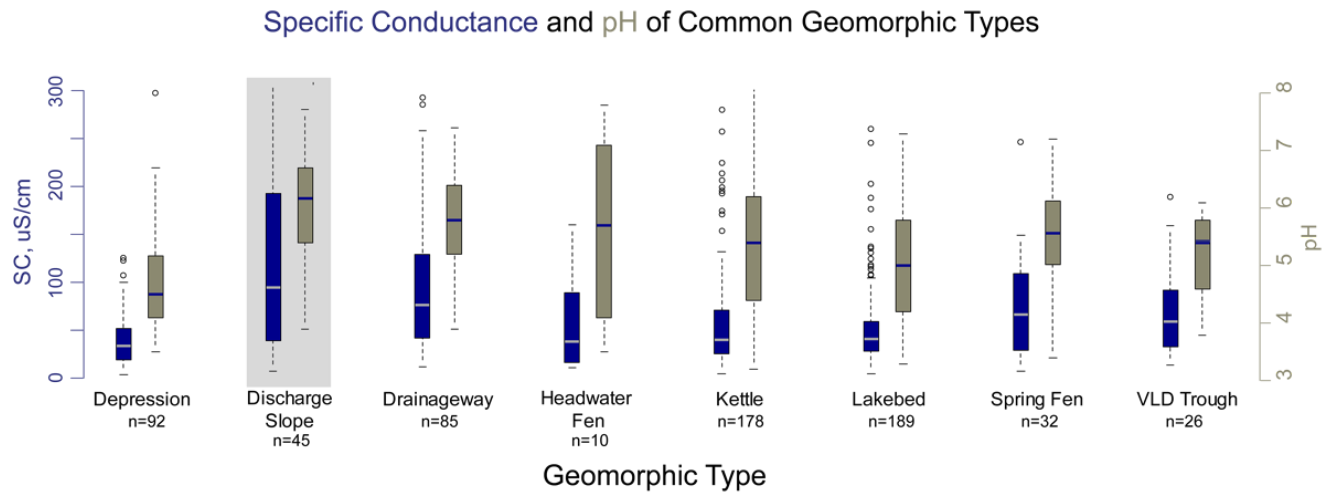 Specific Conductance and pH of Common Geomorphic Types
SC, uS/cm
300
200
100
0
8
7
6
5
4
3
pH
Depression
n=92
Discharge
Slope
n=45
Drainageway
n=85
Headwater
Fen
n=10
Kettle
n=178
Lakebed
n=189
Spring Fen
n=32
VLD Trough
n=26
Geomorphic Type